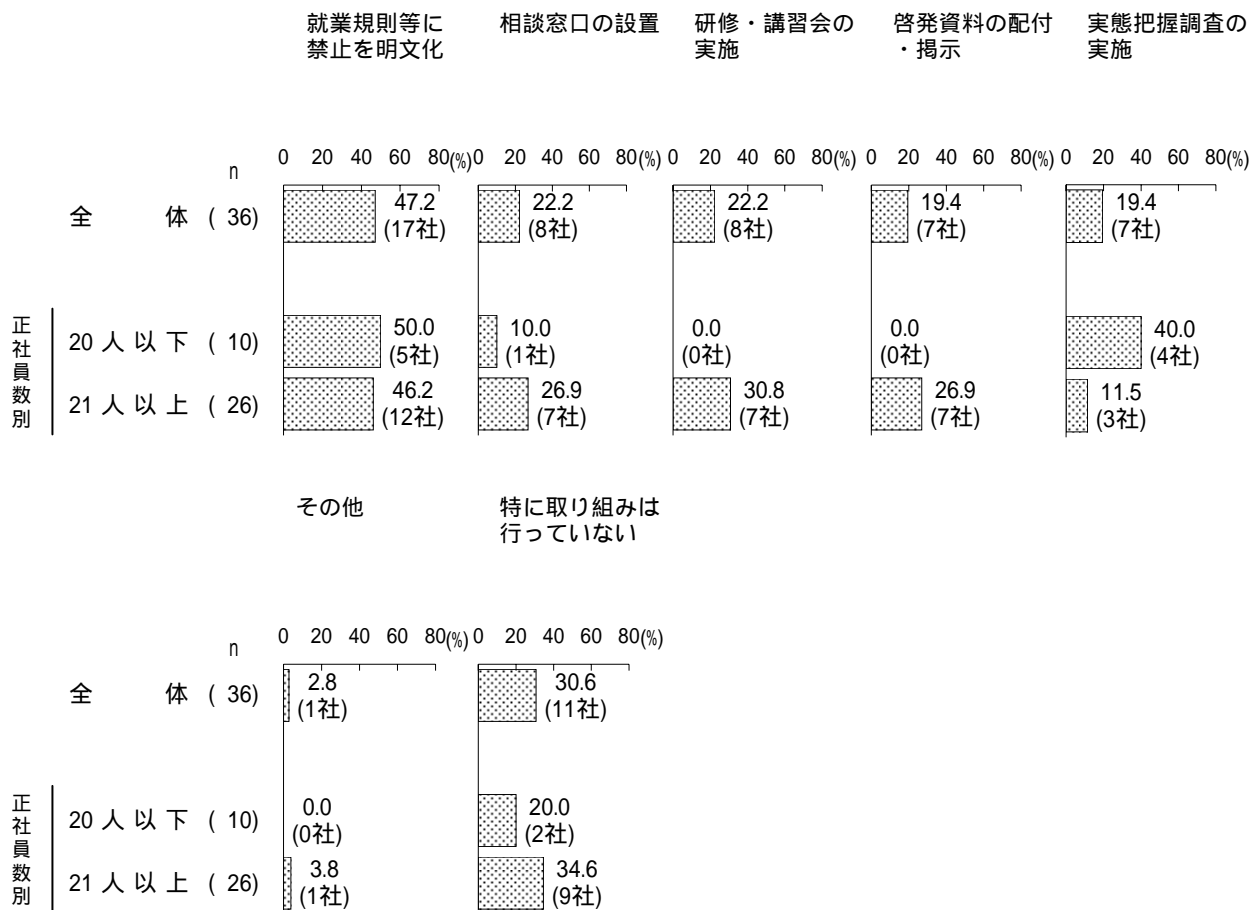 就業規則等に 相談窓口の設置 研修・講習会の 啓発資料の配付 実態把握調査の
禁止を明文化 実施 ・掲示 実施
n 0 20 40 60 80(%) 0 20 40 60 80(%) 0 20 40 60 80(%) 0 20 40 60 80(%) 0 20 40 60 80(%)
全 体 ( 36) 47.2 22.2 22.2 19.4 19.4
(17社) (8社) (8社) (7社) (7社)
正社員数別
20人以下 ( 10) 50.0 10.0 0.0 0.0 40.0
(5社) (1社) (0社) (0社) (4社)
21人以上 ( 26) 46.2 26.9 30.8 26.9 11.5
(12社) (7社) (7社) (7社) (3社)
その他 特に取り組みは
行っていない
n 0 20 40 60 80(%) 0 20 40 60 80(%)
全 体 ( 36) 2.8 30.6
(1社) (11社)
正社員数別
20人以下 ( 10) 0.0 20.0
(0社) (2社)
21人以上 ( 26) 3.8 34.6
(1社) (9社)